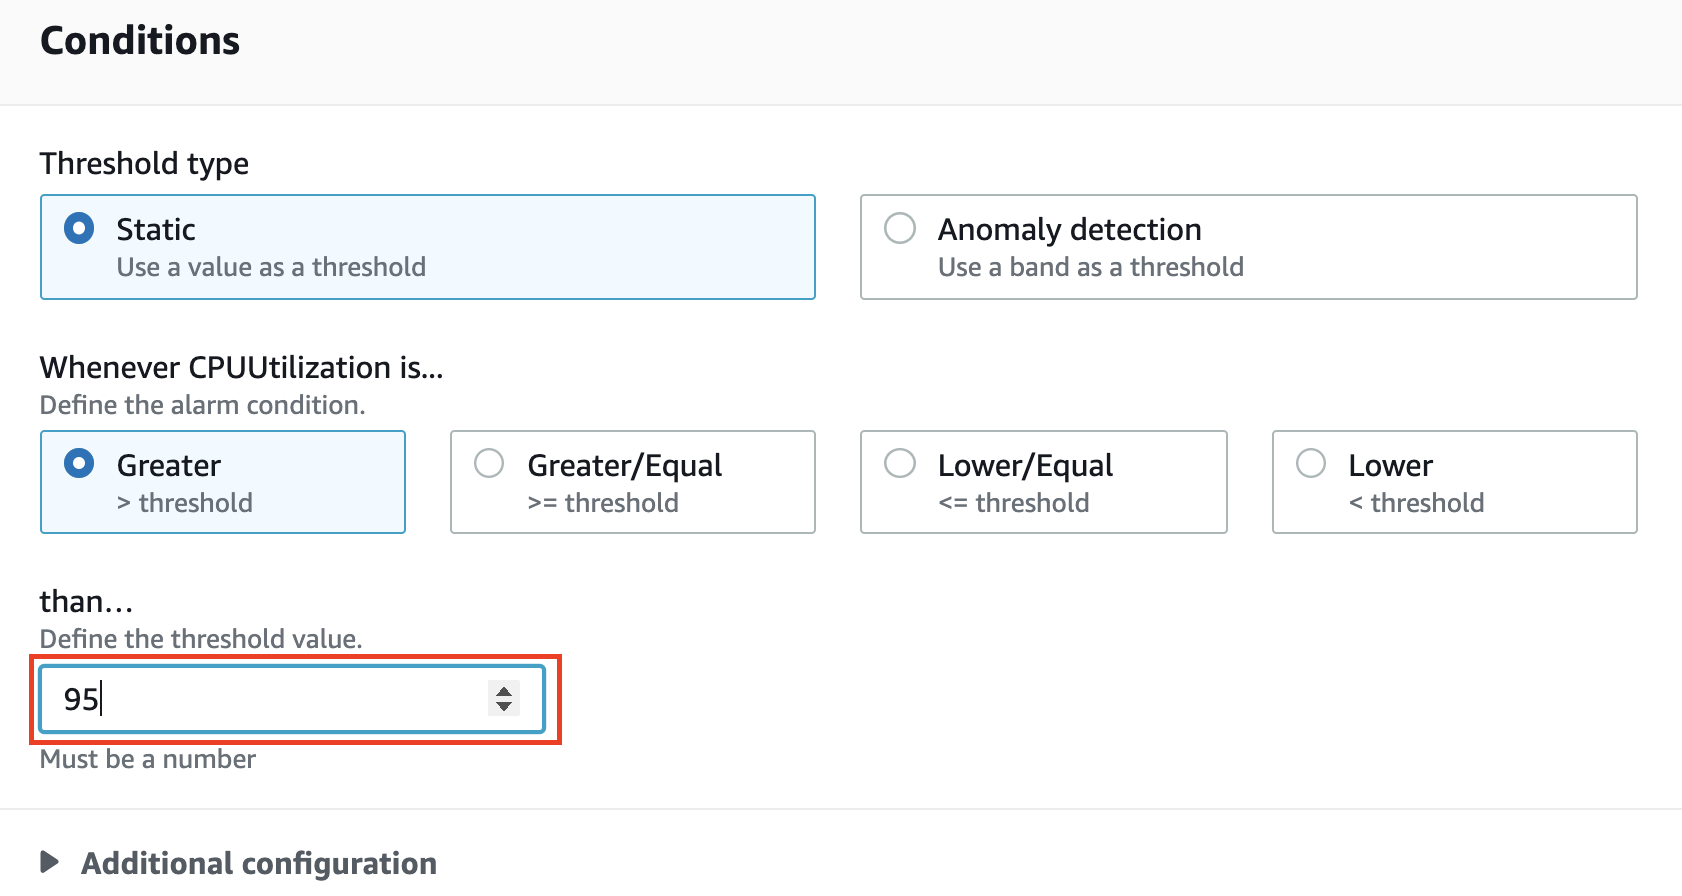 Conditions
Threshold type
Static
Use a value as a threshold
Anomaly detection
Use a band as a threshold
Whenever CPUUtilization is...
Define the alarm condition.
Greater
> threshold
Greater/Equal
>= threshold
Lower/Equal
<= threshold
Lower
< threshold
than…
Define the threshold value.
95
Must be a number
Additional configuration